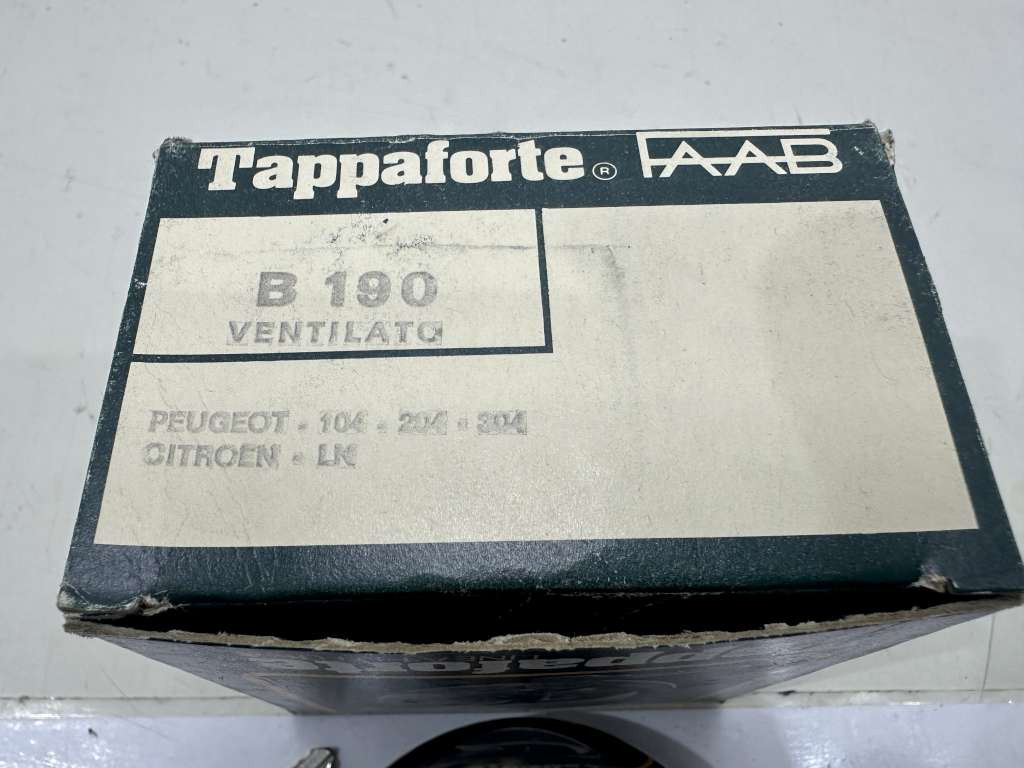 Tappaforte® FAAB
B 190
VENTILATO
PEUGEOT - 104 - 204 - 304
CITROEN - LN